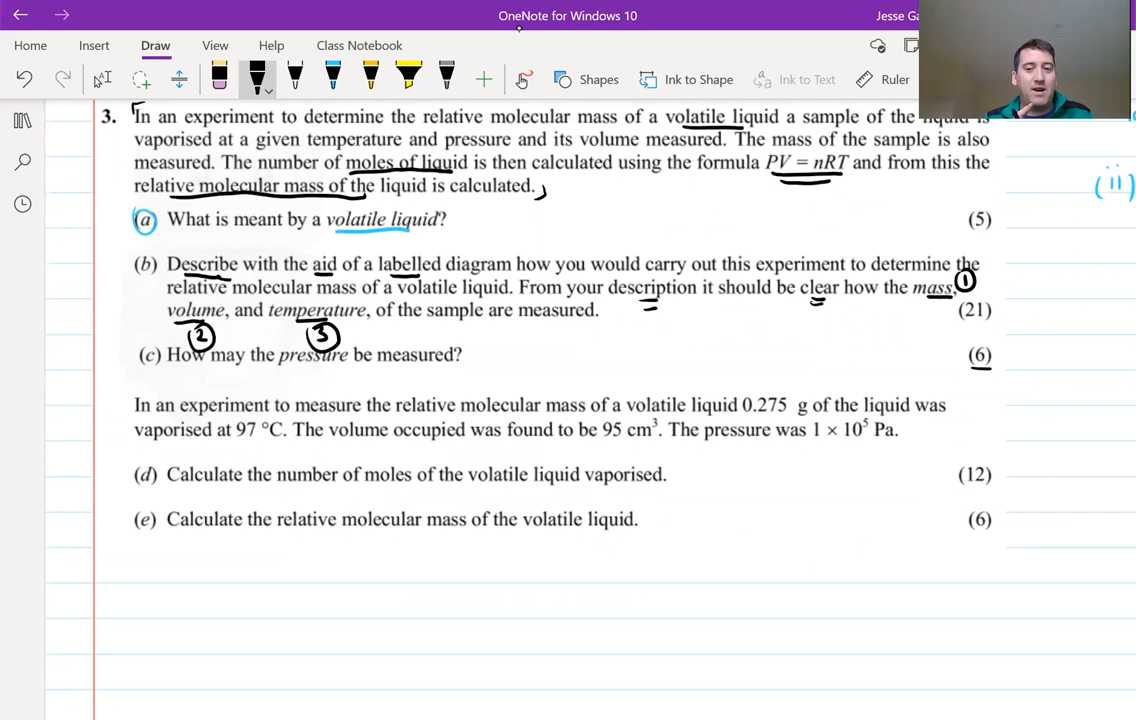 OneNote for Windows 10
Jesse Ga
Home Insert Draw View Help Class Notebook
Shapes Ink to Shape Ink to Text Ruler
3. In an experiment to determine the relative molecular mass of a volatile liquid a sample of the liquid is
vaporised at a given temperature and pressure and its volume measured. The mass of the sample is also
measured. The number of moles of liquid is then calculated using the formula PV = nRT and from this the
relative molecular mass of the liquid is calculated.
(ii)
(a) What is meant by a volatile liquid? (5)
(b) Describe with the aid of a labelled diagram how you would carry out this experiment to determine the
relative molecular mass of a volatile liquid. From your description it should be clear how the mass, 1
volume, and temperature, of the sample are measured. (21)
2 3
(c) How may the pressure be measured? (6)
In an experiment to measure the relative molecular mass of a volatile liquid 0.275 g of the liquid was
vaporised at 97 °C. The volume occupied was found to be 95 cm³. The pressure was 1 × 10⁵ Pa.
(d) Calculate the number of moles of the volatile liquid vaporised. (12)
(e) Calculate the relative molecular mass of the volatile liquid. (6)